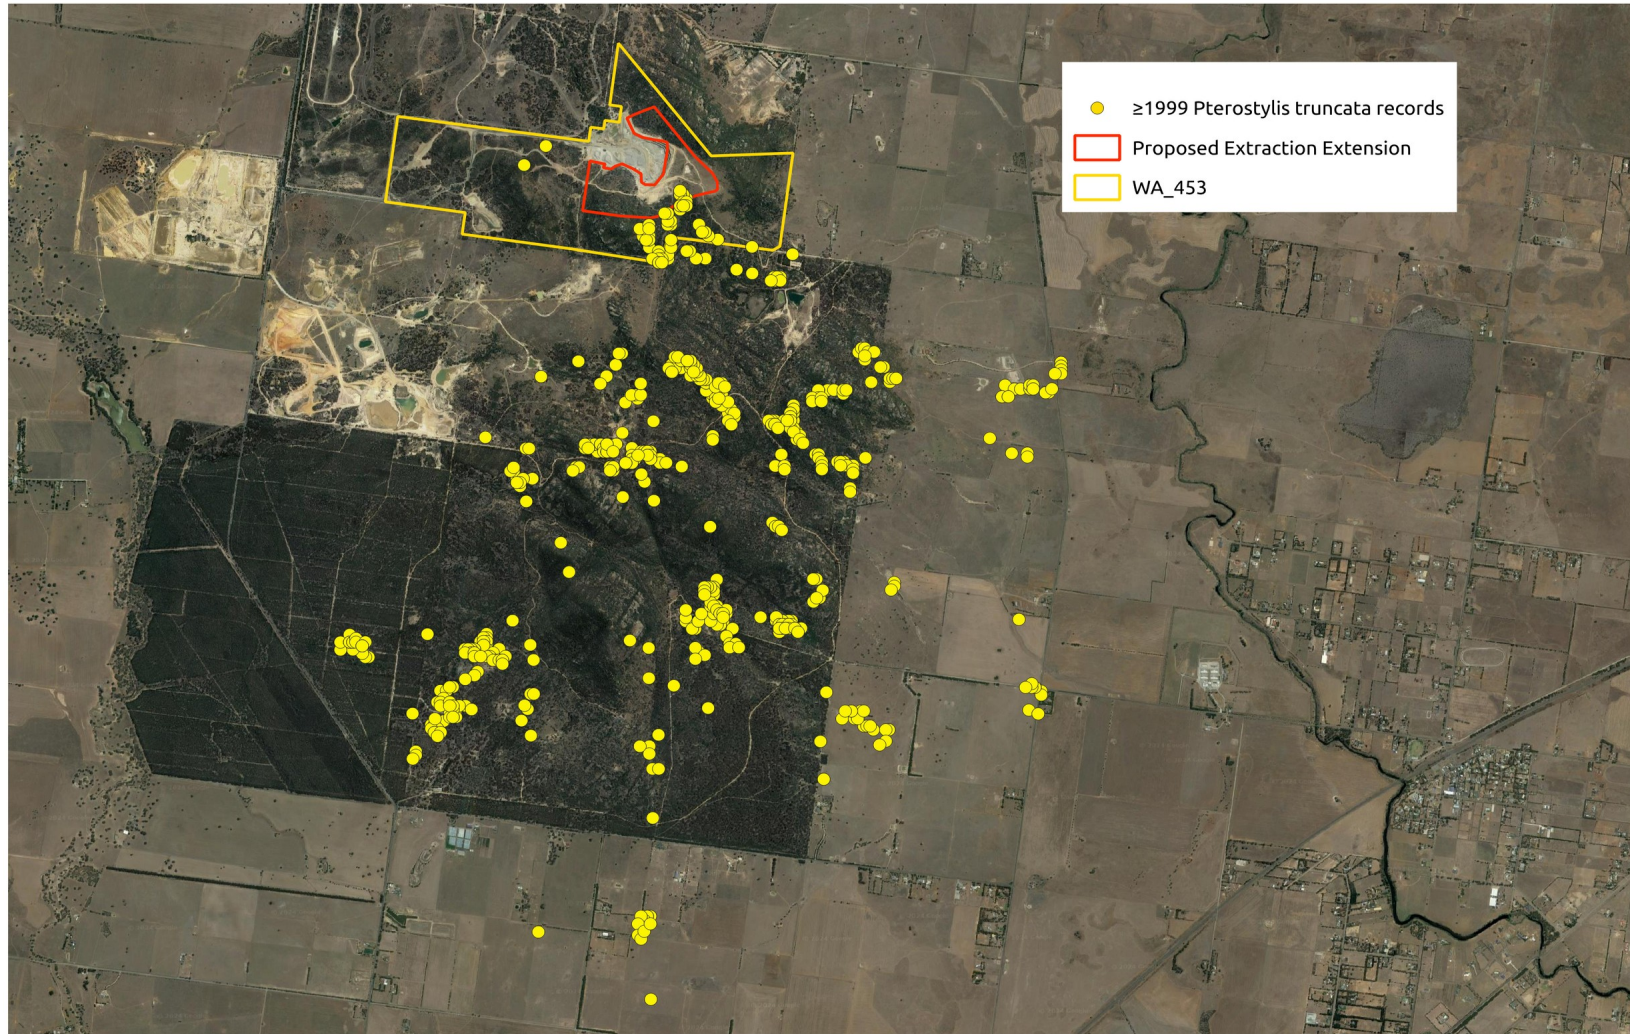 ≥1999 Pterostylis truncata records
Proposed Extraction Extension
WA_453